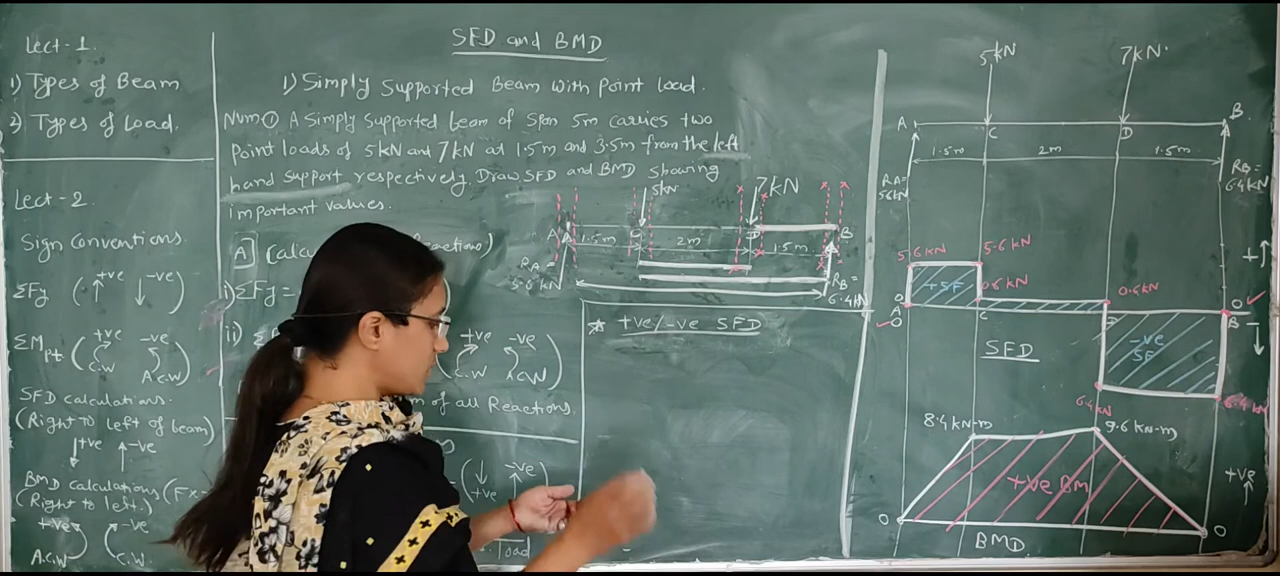 Lect-1.
1) Types of Beam
2) Types of Load.
Lect-2.
Sign Conventions.
ΣFy (+ve ↑ ↓ -ve)
ΣM pt (+ve C.W -ve A.C.W)
SFD calculations.
(Right to left of beam)
↓+ve ↑-ve
BMD calculations (Fx
(Right to left.)
+ve -ve
A.C.W C.W.
SFD and BMD
1) Simply Supported Beam with Point Load.
Num① A simply supported beam of span 5m carries two
point loads of 5kN and 7kN at 1.5m and 3.5m from the left
hand support respectively. Draw SFD and BMD showing
important values.
A
i) ΣFy =
ii)
+ve -ve
C.W A.C.W
of all Reactions
(↓ +ve -ve ↑)
load
5kN 7kN
A C D B
1.5m 2m 1.5m
RA = 5.6 kN
RB = 6.4 kN
* +ve/-ve SFD
5kN 7kN
A C D B
1.5m 2m 1.5m
RA = 5.6 kN
RB = 6.4 kN
5.6 kN 5.6 kN
+SF
0.6 kN 0.6 kN
O A C D B O
O
+
-
SFD
-ve
SF
6.4kN 6.4 kN
8.4 kN-m 9.6 kN-m
+ve BM
+ve
O O
BMD